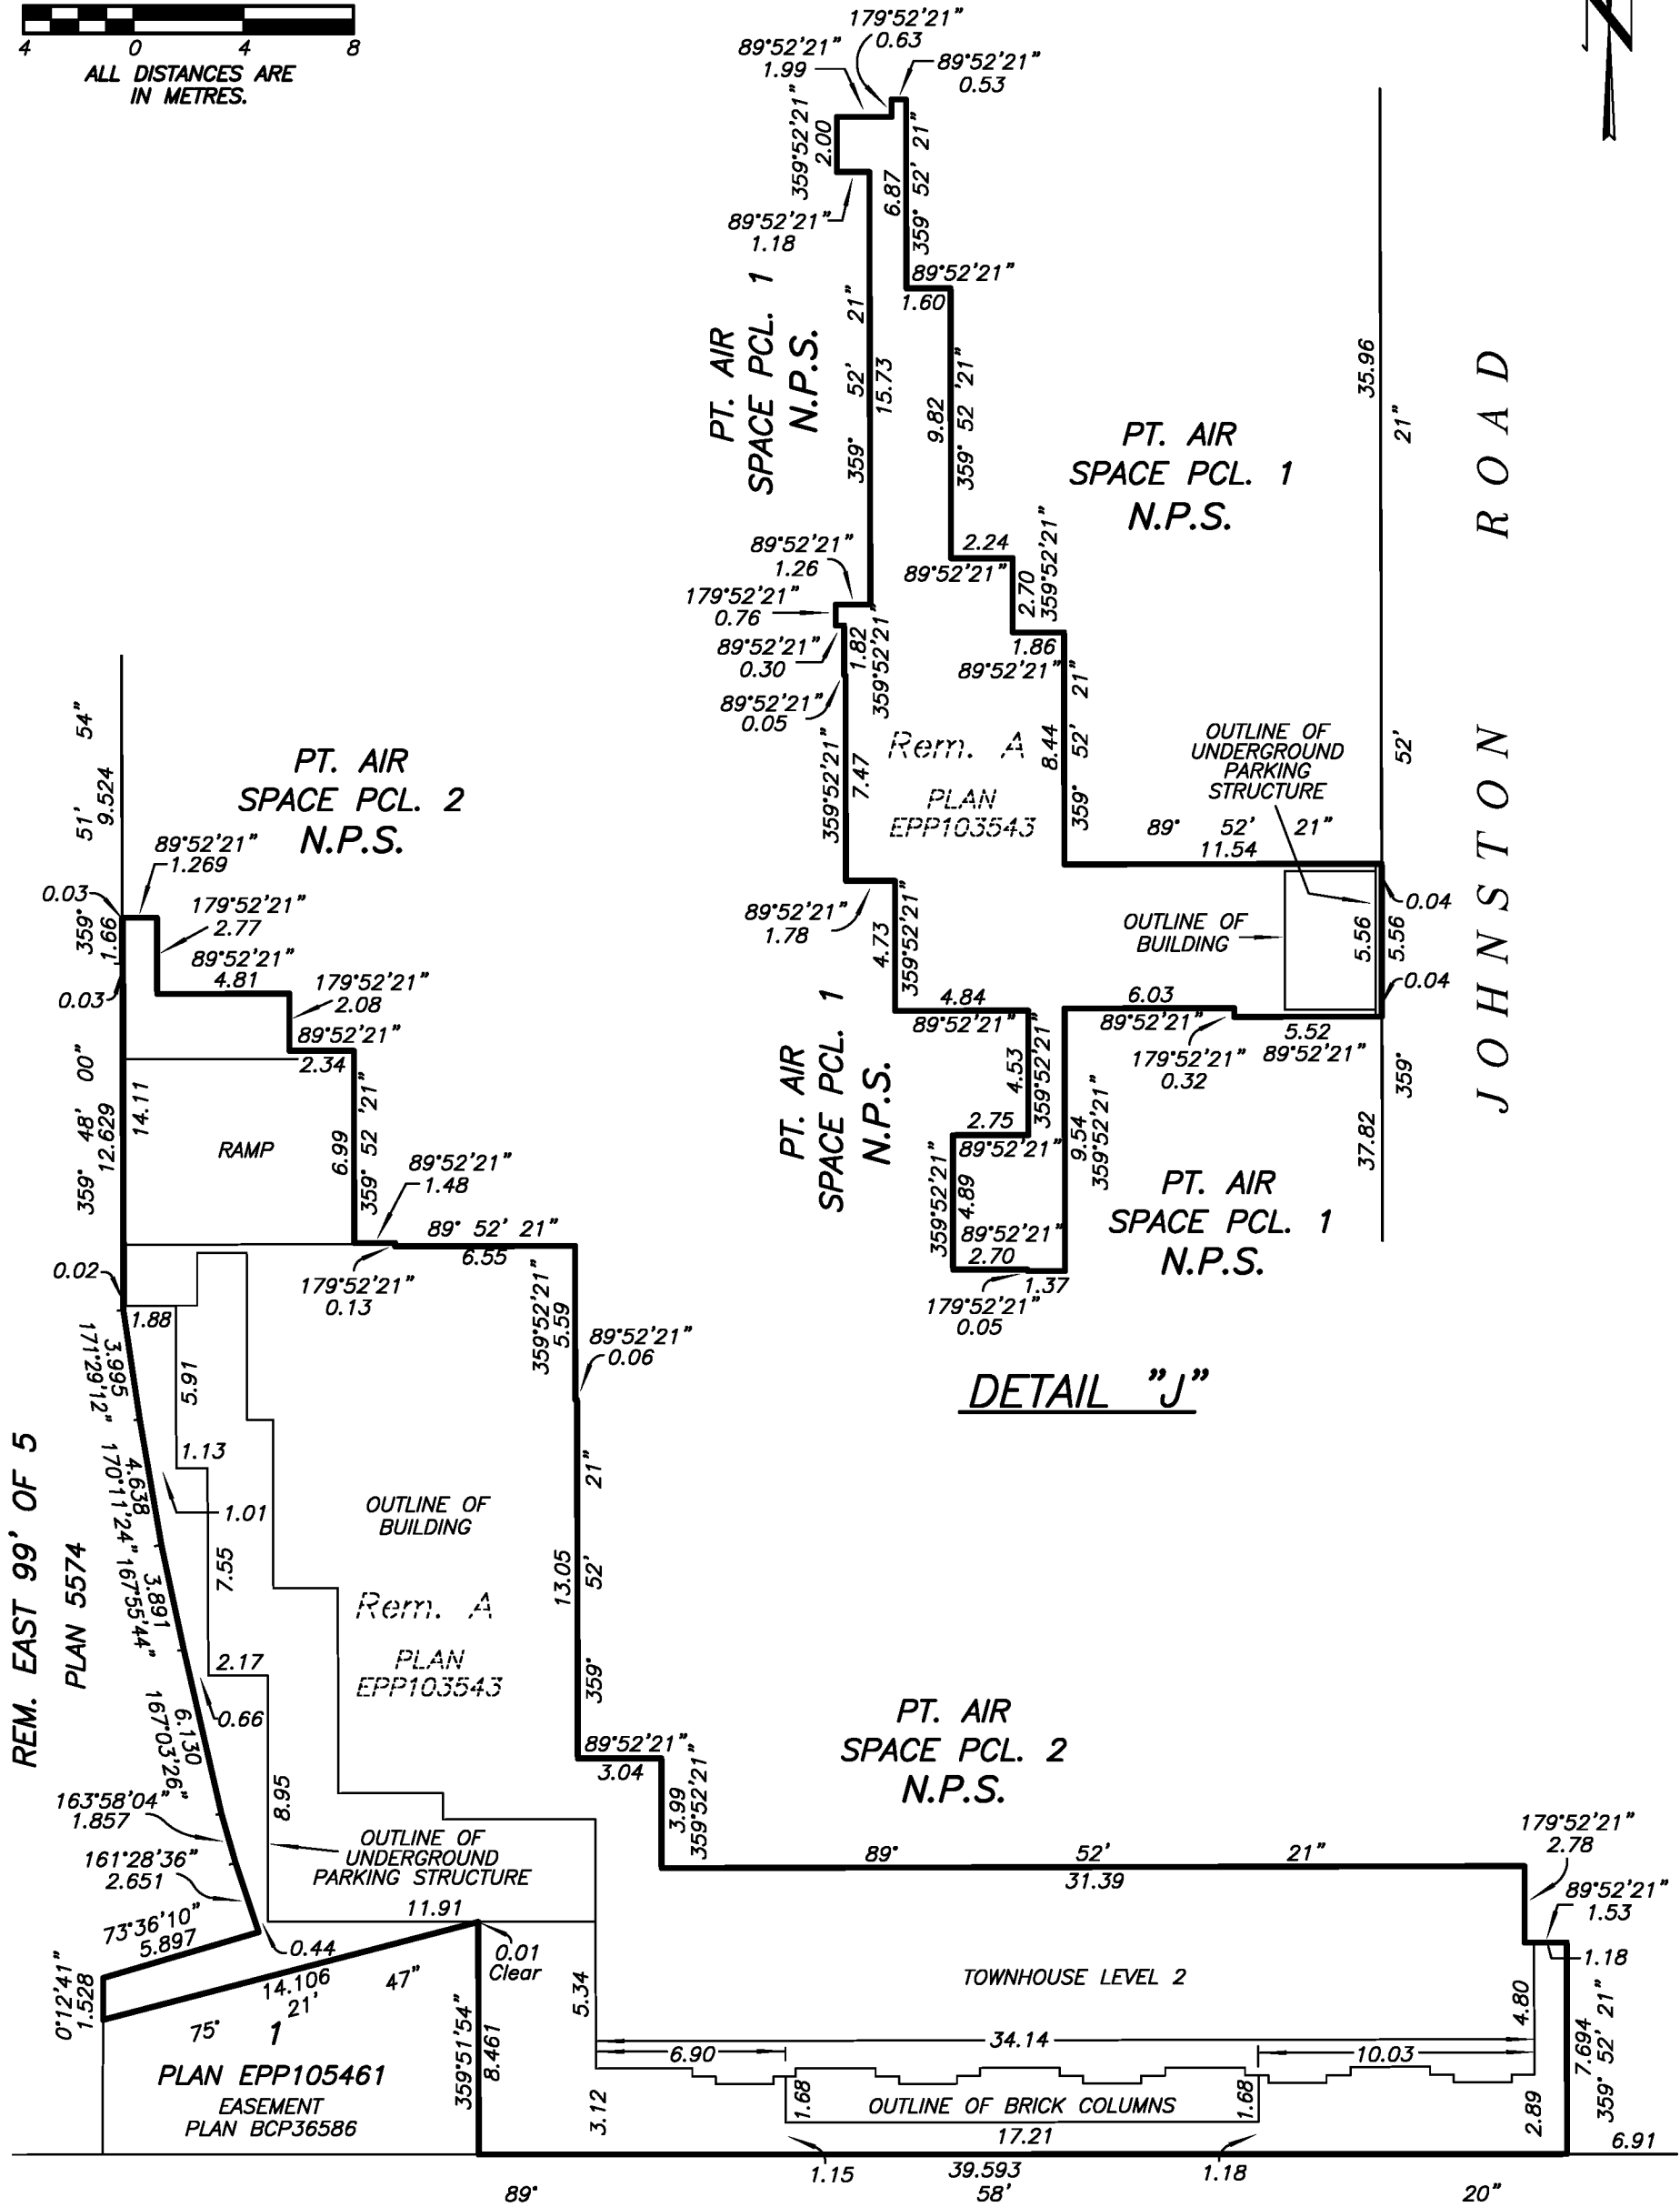 4 0 4 8
ALL DISTANCES ARE
IN METRES.
179°52'21"
0.63
89°52'21"
1.99
89°52'21"
0.53
359°52'21"
2.00
6.87
359° 52' 21"
89°52'21"
1.18
89°52'21"
1.60
PT. AIR
SPACE PCL. 1
N.P.S.
359° 52' 21"
15.73
9.82
359° 52 '21"
PT. AIR
SPACE PCL. 1
N.P.S.
35.96
359° 52' 21"
JOHNSTON ROAD
89°52'21"
1.26
2.24
89°52'21"
2.70
359°52'21"
179°52'21"
0.76
89°52'21"
0.30
1.82
359°52'21"
1.86
89°52'21"
89°52'21"
0.05
359°52'21"
7.47
Rem. A
PLAN
EPP103543
8.44
359° 52' 21"
OUTLINE OF
UNDERGROUND
PARKING
STRUCTURE
89° 52' 21"
11.54
89°52'21"
1.78
4.73
359°52'21"
OUTLINE OF
BUILDING
5.56
5.56
0.04
0.04
4.84
89°52'21"
6.03
89°52'21"
179°52'21"
0.32
5.52
89°52'21"
PT. AIR
SPACE PCL. 1
N.P.S.
4.53
359°52'21"
2.75
89°52'21"
9.54
359°52'21"
37.82
359°52'21"
4.89
89°52'21"
2.70
1.37
179°52'21"
0.05
PT. AIR
SPACE PCL. 1
N.P.S.
DETAIL "J"
359° 51' 54"
9.524
PT. AIR
SPACE PCL. 2
N.P.S.
89°52'21"
1.269
0.03
1.66
179°52'21"
2.77
89°52'21"
4.81
179°52'21"
2.08
0.03
89°52'21"
2.34
359° 48' 00"
12.629
14.11
RAMP
6.99
359° 52 '21"
89°52'21"
1.48
89° 52' 21"
6.55
179°52'21"
0.13
0.02
1.88
359°52'21"
5.59
89°52'21"
0.06
3.995
171°29'12"
5.91
1.13
4.638
170°11'24"
1.01
OUTLINE OF
BUILDING
7.55
13.05
359° 52' 21"
REM. EAST 99' OF 5
PLAN 5574
3.891
167°55'44"
Rem. A
PLAN
EPP103543
2.17
0.66
6.130
167°03'26"
8.95
163°58'04"
1.857
161°28'36"
2.651
OUTLINE OF
UNDERGROUND
PARKING STRUCTURE
89°52'21"
3.04
3.99
359°52'21"
PT. AIR
SPACE PCL. 2
N.P.S.
89° 52' 21"
31.39
179°52'21"
2.78
89°52'21"
1.53
1.18
73°36'10"
5.897
11.91
0.44
0.01
Clear
0°12'41"
1.528
14.106
75° 21' 47"
1
PLAN EPP105461
EASEMENT
PLAN BCP36586
359°51'54"
8.461
5.34
TOWNHOUSE LEVEL 2
4.80
7.694
359° 52' 21"
34.14
6.90
10.03
3.12
1.68
OUTLINE OF BRICK COLUMNS
1.68
2.89
17.21
6.91
1.15
39.593
1.18
89° 58' 20"